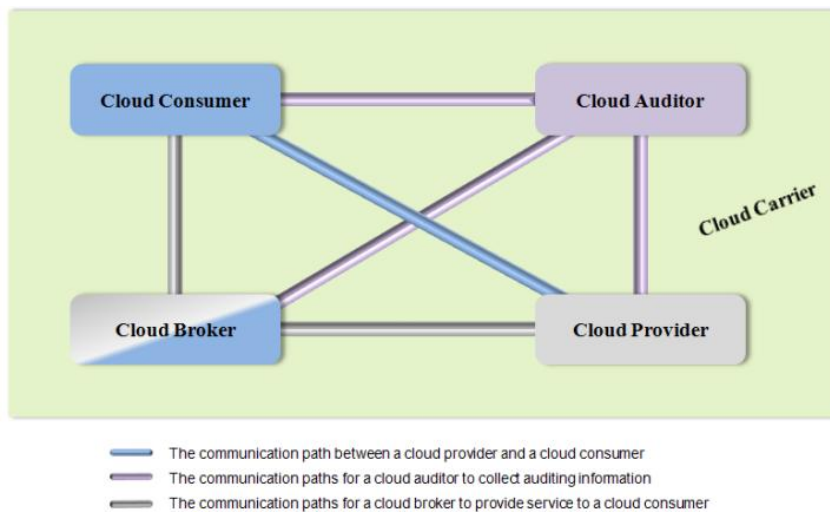 Cloud Consumer
Cloud Auditor
Cloud Carrier
Cloud Broker
Cloud Provider
The communication path between a cloud provider and a cloud consumer
The communication paths for a cloud auditor to collect auditing information
The communication paths for a cloud broker to provide service to a cloud consumer